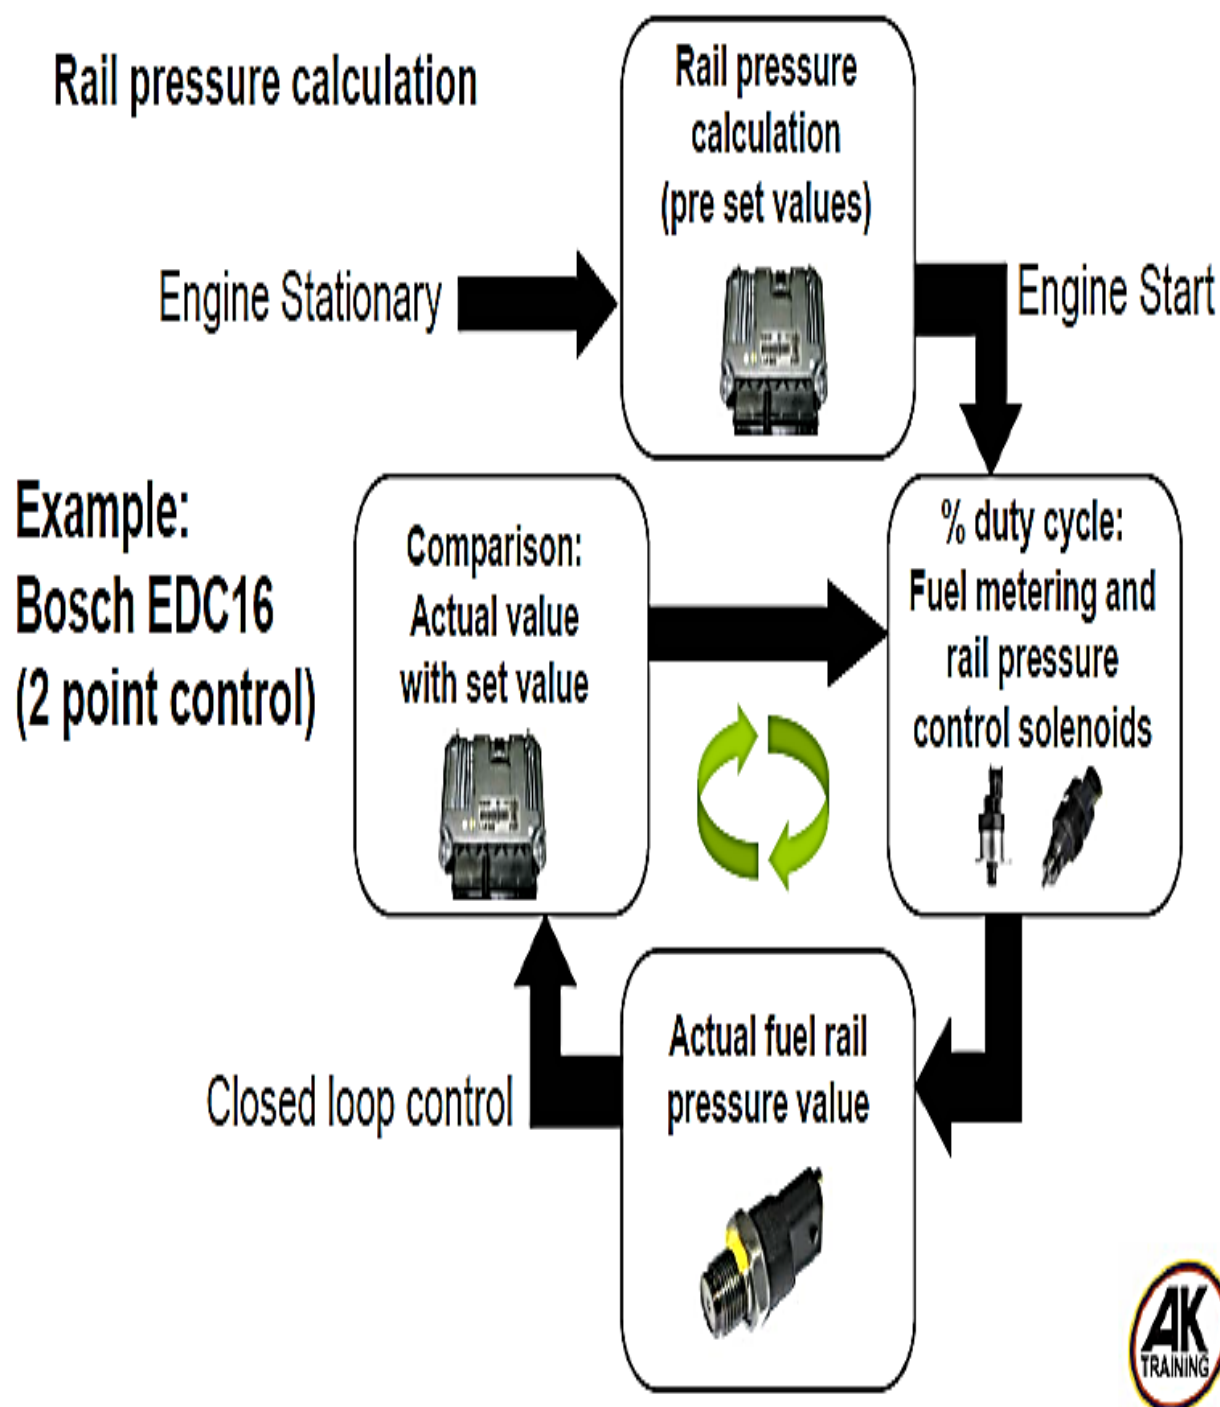 Rail pressure calculation
Rail pressure
calculation
(pre set values)
Engine Stationary
Engine Start
Example:
Bosch EDC16
(2 point control)
Comparison:
Actual value
with set value
% duty cycle:
Fuel metering and
rail pressure
control solenoids
Actual fuel rail
pressure value
Closed loop control
AK
TRAINING